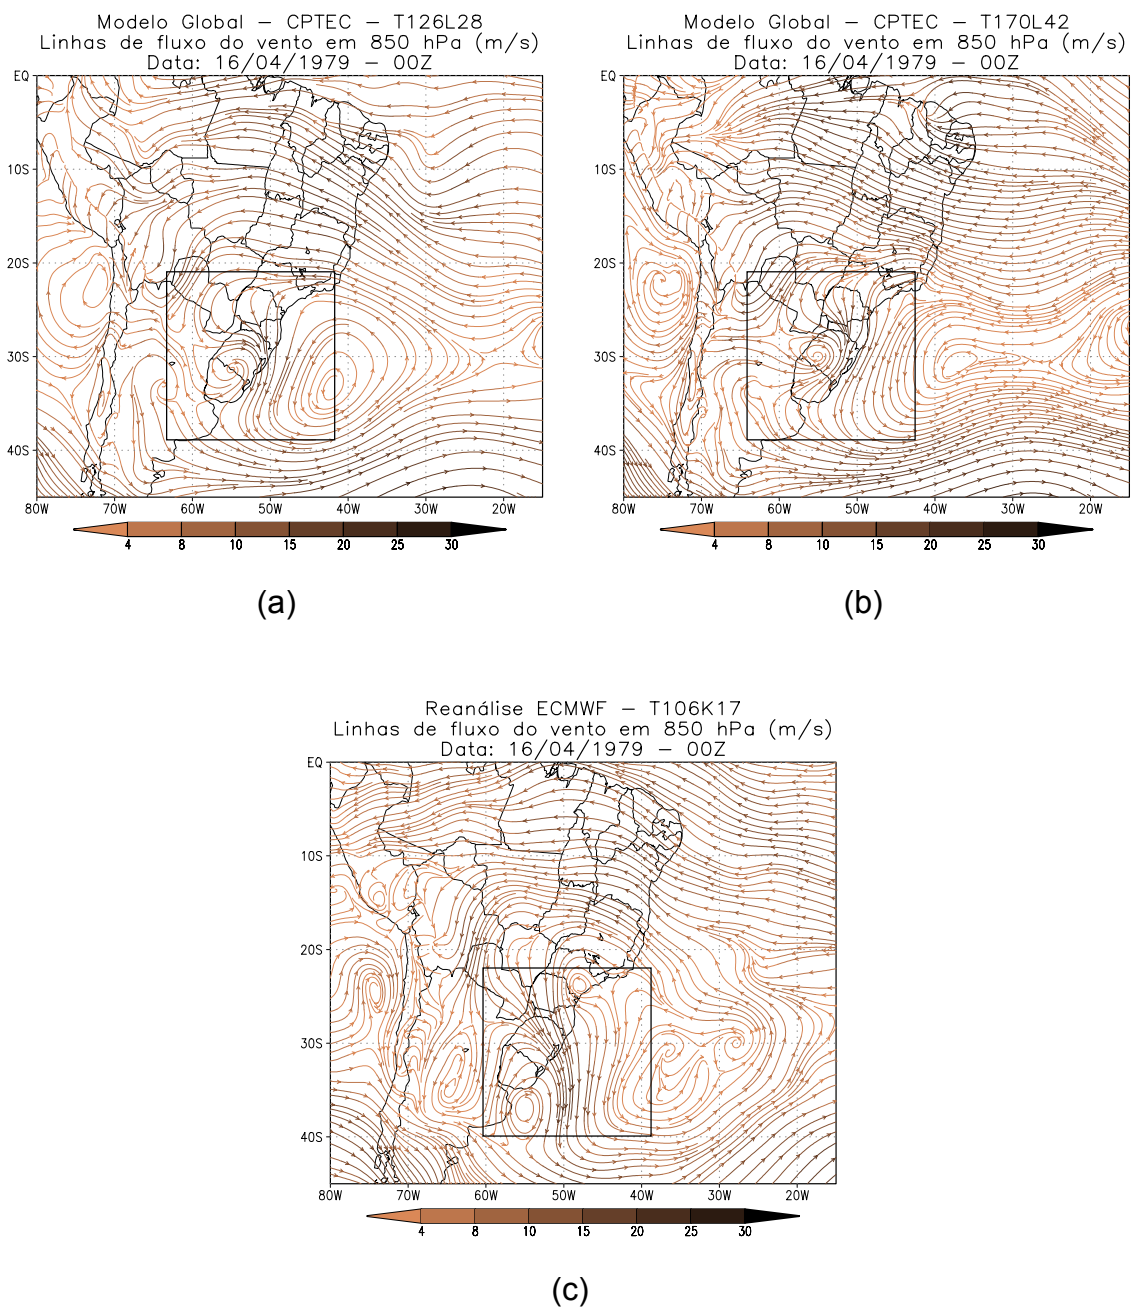 Modelo Global – CPTEC – T126L28
Linhas de fluxo do vento em 850 hPa (m/s)
Data: 16/04/1979 – 00Z
EQ
10S
20S
30S
40S
80W 70W 60W 50W 40W 30W 20W
4 8 10 15 20 25 30
(a)
Modelo Global – CPTEC – T170L42
Linhas de fluxo do vento em 850 hPa (m/s)
Data: 16/04/1979 – 00Z
EQ
10S
20S
30S
40S
80W 70W 60W 50W 40W 30W 20W
4 8 10 15 20 25 30
(b)
Reanálise ECMWF – T106K17
Linhas de fluxo do vento em 850 hPa (m/s)
Data: 16/04/1979 – 00Z
EQ
10S
20S
30S
40S
80W 70W 60W 50W 40W 30W 20W
4 8 10 15 20 25 30
(c)